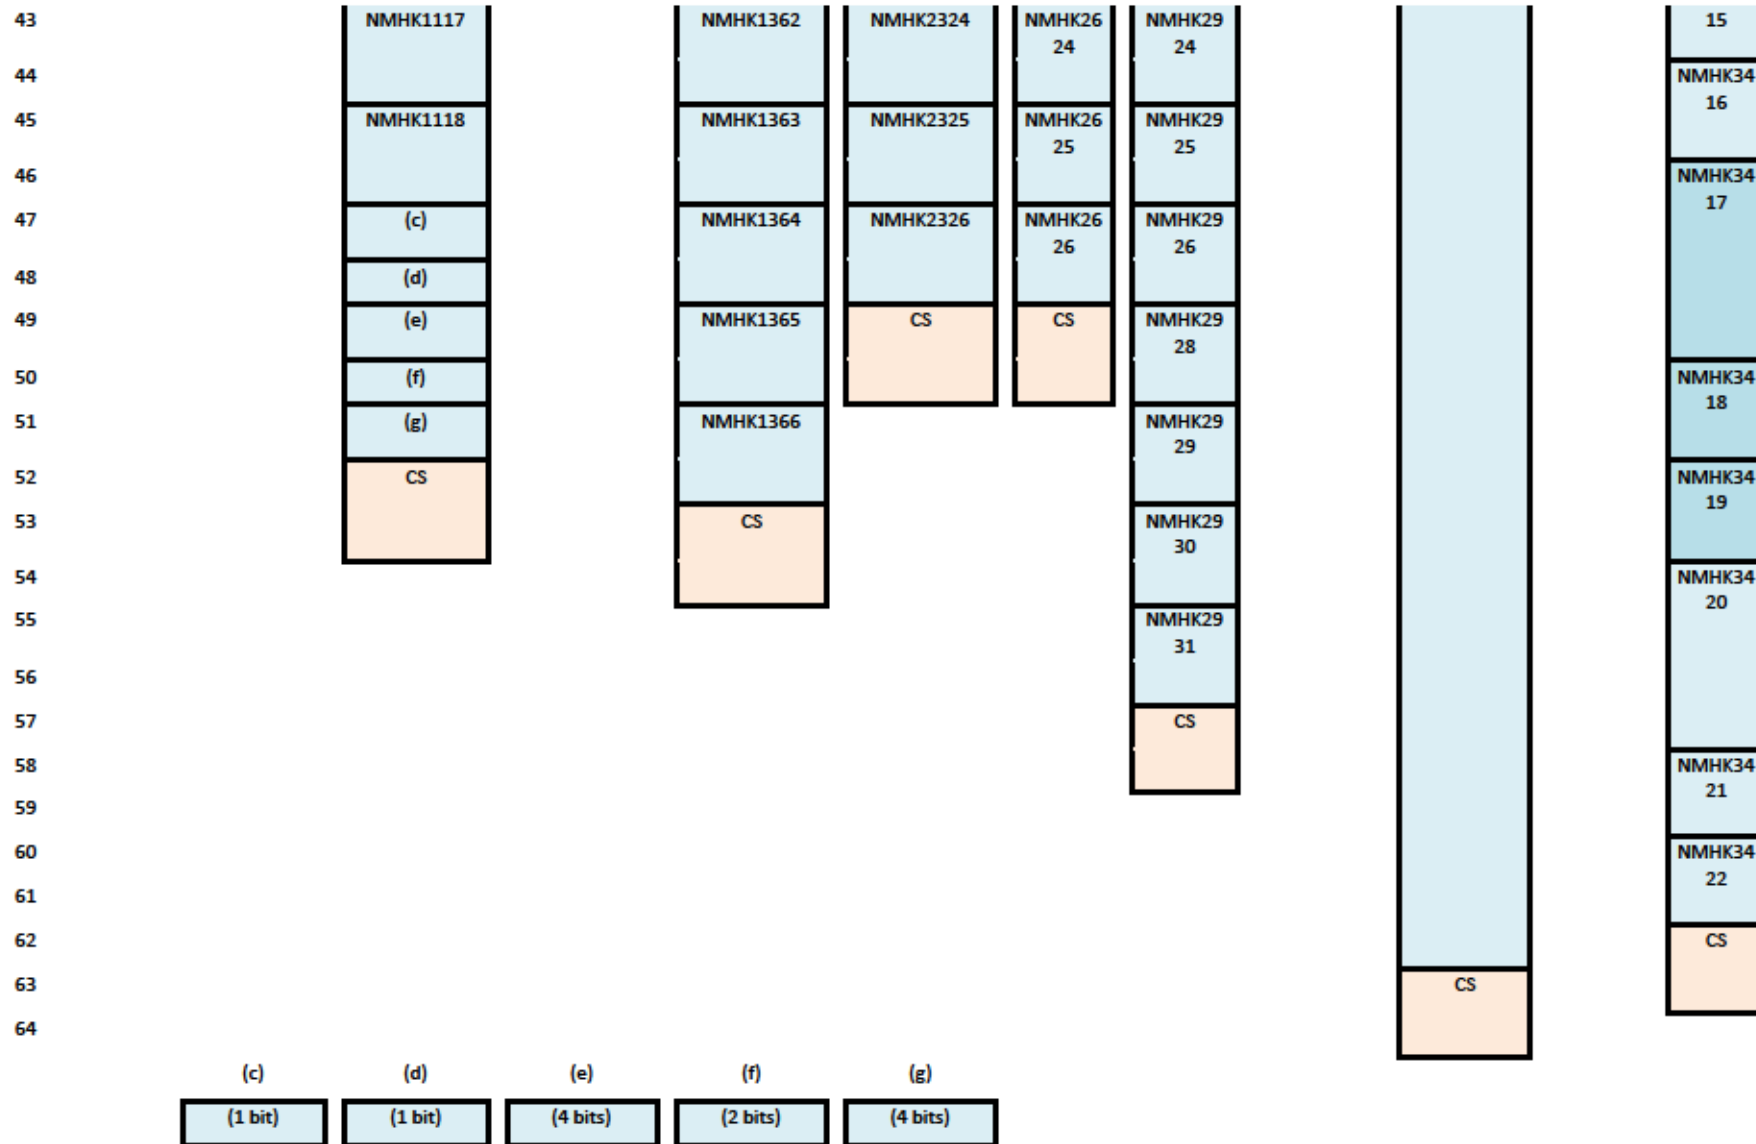 43 NMHK1117 NMHK1362 NMHK2324 NMHK26 NMHK29 15
24 24
44 NMHK34
16
45 NMHK1118 NMHK1363 NMHK2325 NMHK26 NMHK29
25 25
46 NMHK34
17
47 (c) NMHK1364 NMHK2326 NMHK26 NMHK29
26 26
48 (d)
49 (e) NMHK1365 CS CS NMHK29
28
50 (f) NMHK34
18
51 (g) NMHK1366 NMHK29
29
52 CS NMHK34
19
53 CS NMHK29
30
54 NMHK34
20
55 NMHK29
31
56
57 CS
58 NMHK34
21
59
60 NMHK34
22
61
62 CS
63 CS
64
(c) (d) (e) (f) (g)
(1 bit) (1 bit) (4 bits) (2 bits) (4 bits)